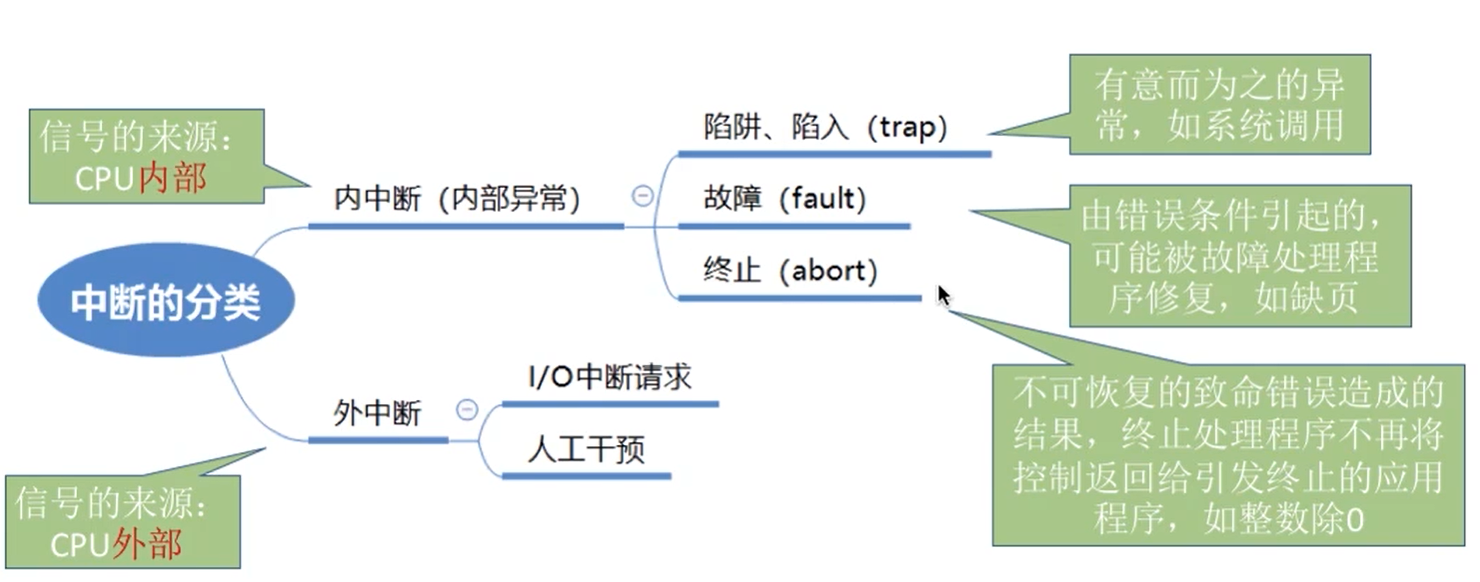 有意而为之的异
常，如系统调用
陷阱、陷入（trap）
信号的来源：
CPU内部
内中断（内部异常）
故障（fault）
由错误条件引起的，
可能被故障处理程
序修复，如缺页
终止（abort）
中断的分类
I/O中断请求
外中断
人工干预
不可恢复的致命错误造成的
结果，终止处理程序不再将
控制返回给引发终止的应用
程序，如整数除0
信号的来源：
CPU外部